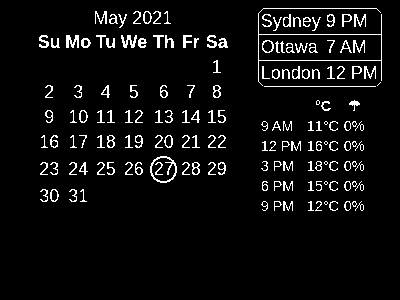 May 2021
Su Mo Tu We Th Fr Sa
1
2 3 4 5 6 7 8
9 10 11 12 13 14 15
16 17 18 19 20 21 22
23 24 25 26 27 28 29
30 31
Sydney 9 PM
Ottawa 7 AM
London 12 PM
°C ☂
9 AM 11°C 0%
12 PM 16°C 0%
3 PM 18°C 0%
6 PM 15°C 0%
9 PM 12°C 0%